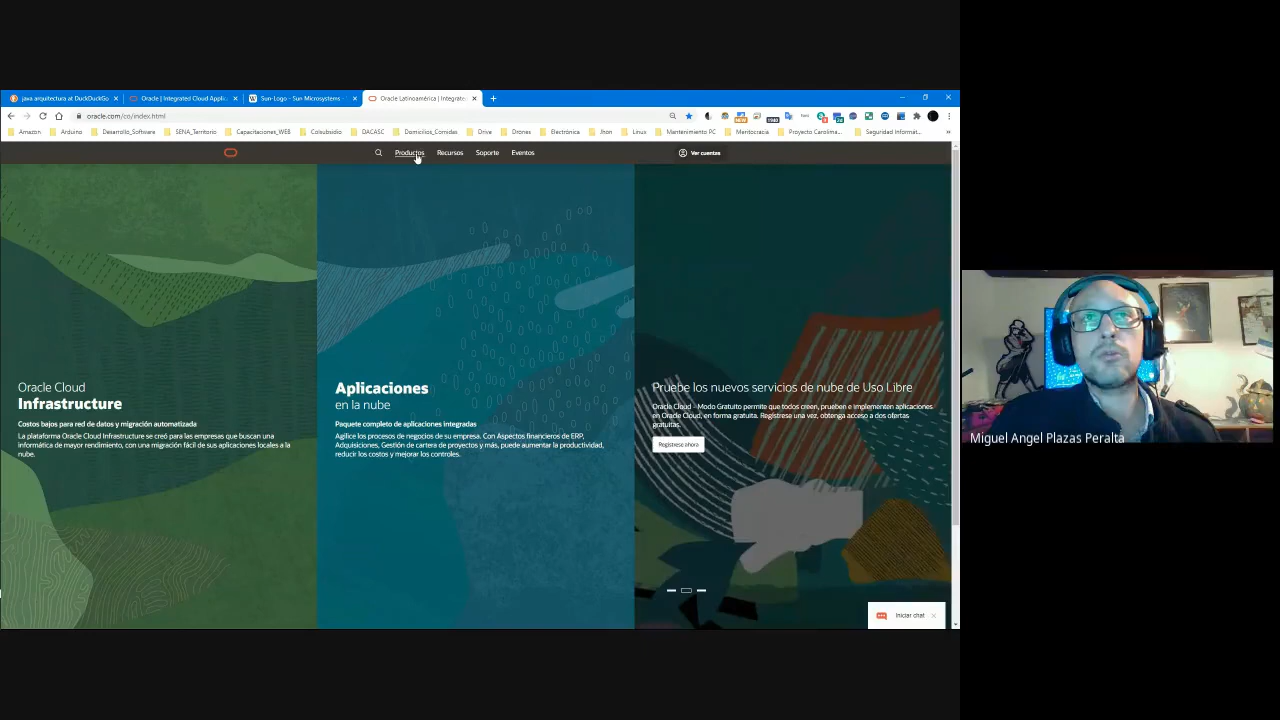 java arquitectura at DuckDuckGo
Oracle | Integrated Cloud Appli
Sun-Logo - Sun Microsystems -
Oracle Latinoamérica | Integrate
oracle.com/co/index.html
Amazon
Arduino
Desarrollo_Software
SENA_Territorio
Capacitaciones_WEB
Colsubsidio
DACASC
Domicilios_Comidas
Drive
Drones
Electrónica
Jhon
Linux
Mantenimiento PC
Meritocracia
Proyecto Carolima...
Seguridad Informát...
Productos
Recursos
Soporte
Eventos
Ver cuentas
Oracle Cloud
Infrastructure
Costos bajos para red de datos y migración automatizada
La plataforma Oracle Cloud Infrastructure se creó para las empresas que buscan una
informática de mayor rendimiento, con una migración fácil de sus aplicaciones locales a la
nube.
Aplicaciones
en la nube
Paquete completo de aplicaciones integradas
Agilice los procesos de negocios de su empresa. Con Aspectos financieros de ERP,
Adquisiciones, Gestión de cartera de proyectos y más, puede aumentar la productividad,
reducir los costos y mejorar los controles.
Pruebe los nuevos servicios de nube de Uso Libre
Oracle Cloud - Modo Gratuito permite que todos creen, prueben e implementen aplicaciones
en Oracle Cloud, en forma gratuita. Regístrese una vez, obtenga acceso a dos ofertas
gratuitas.
Regístrese ahora
Iniciar chat
Miguel Angel Plazas Peralta